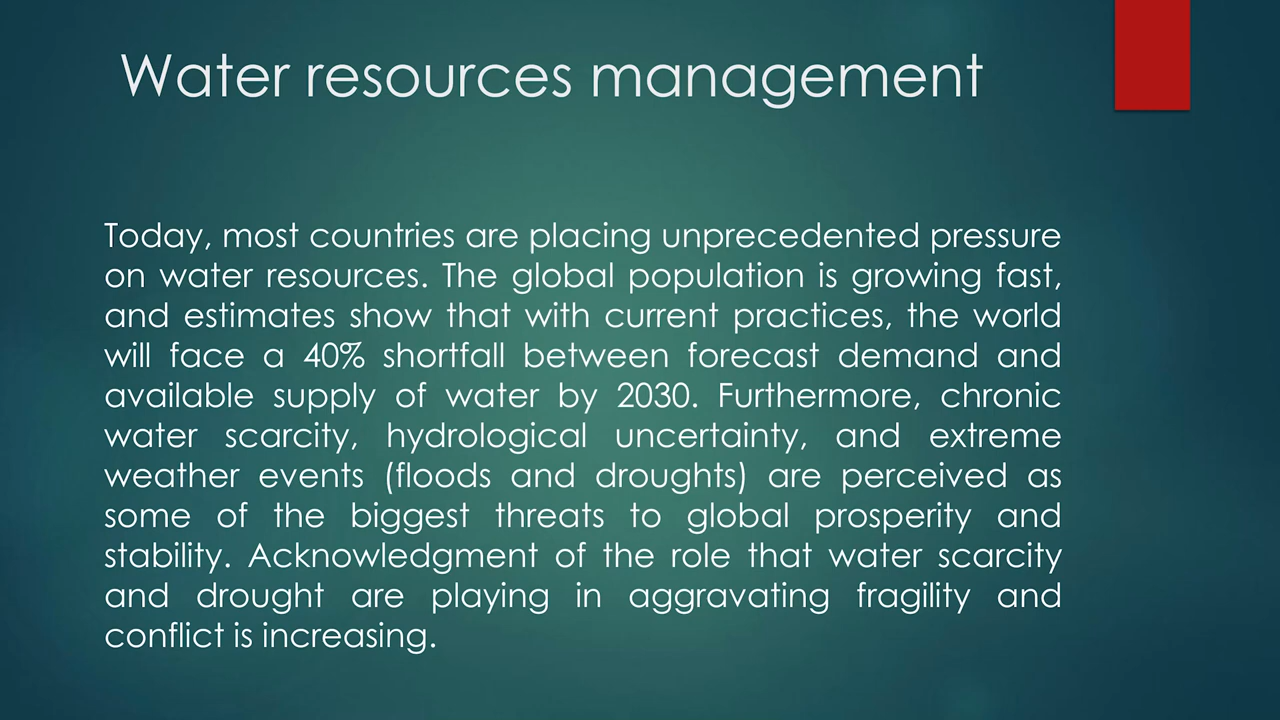 Water resources management
Today, most countries are placing unprecedented pressure
on water resources. The global population is growing fast,
and estimates show that with current practices, the world
will face a 40% shortfall between forecast demand and
available supply of water by 2030. Furthermore, chronic
water scarcity, hydrological uncertainty, and extreme
weather events (floods and droughts) are perceived as
some of the biggest threats to global prosperity and
stability. Acknowledgment of the role that water scarcity
and drought are playing in aggravating fragility and
conflict is increasing.